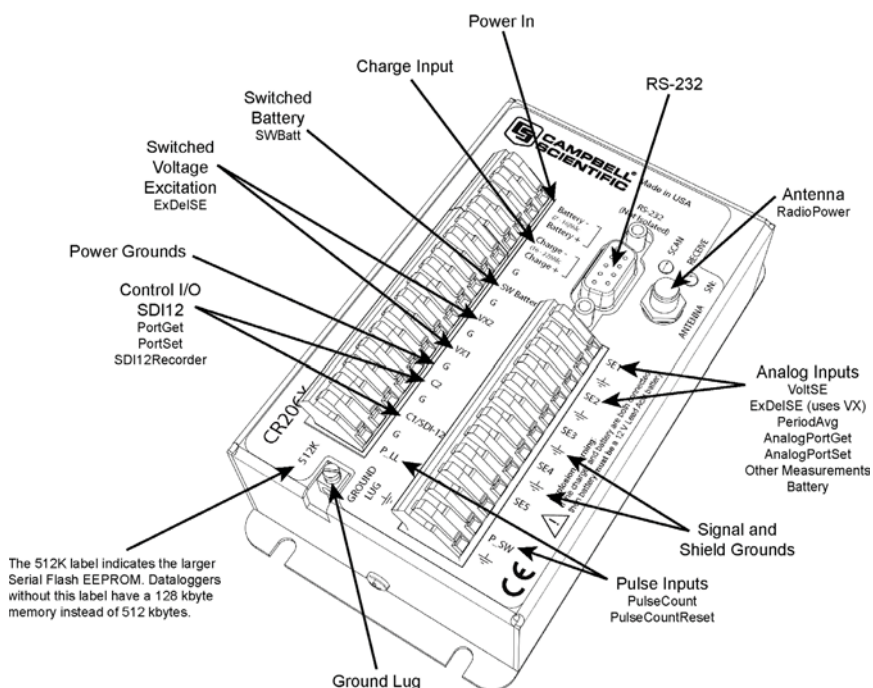 Power In
Charge Input
RS-232
Switched
Battery
SWBatt
Switched
Voltage
Excitation
ExDelSE
Antenna
RadioPower
Power Grounds
Control I/O
SDI12
PortGet
PortSet
SDI12Recorder
CAMPBELL
SCIENTIFIC
Made in USA
RS-232
(Not Isolated)
SCAN
RECEIVE
ANTENNA
SN:
Battery -
Battery +
Charge -
Charge +
G
SW Battery
VX2
G
VX1
G
C2
G
C1/SDI-12
G
P_LL
CR206X
512K
GROUND
LUG
SE1
SE2
SE3
SE4
SE5
P_SW
Analog Inputs
VoltSE
ExDelSE (uses VX)
PeriodAvg
AnalogPortGet
AnalogPortSet
Other Measurements
Battery
Signal and
Shield Grounds
Pulse Inputs
PulseCount
PulseCountReset
CE
The 512K label indicates the larger
Serial Flash EEPROM. Dataloggers
without this label have a 128 kbyte
memory instead of 512 kbytes.
Ground Lug